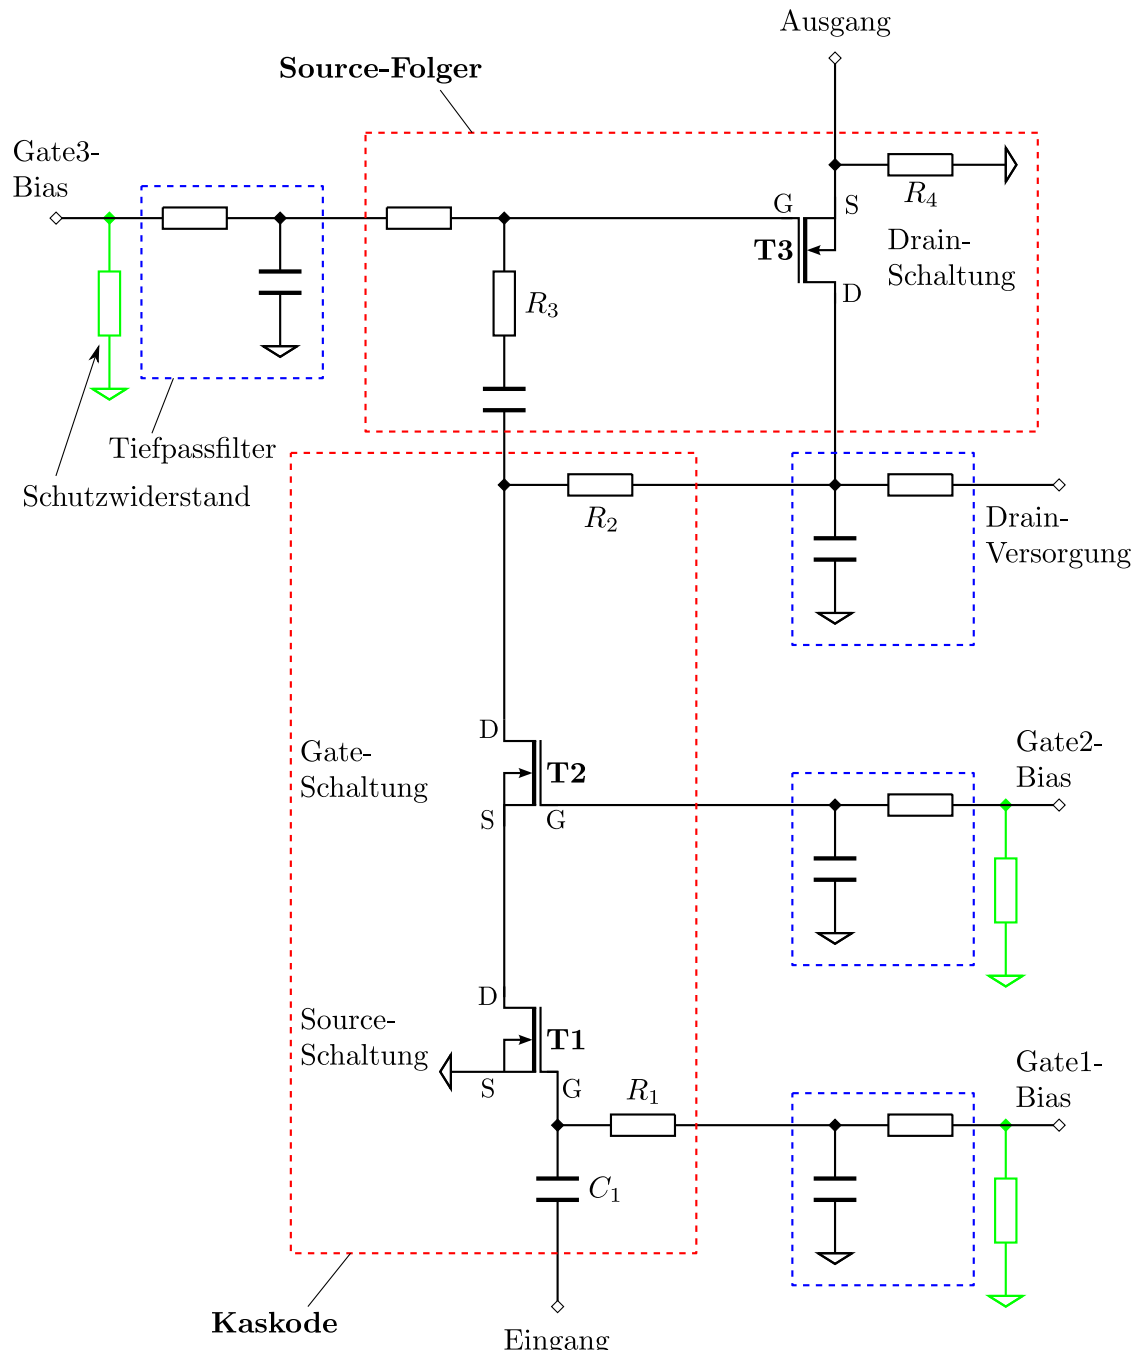 Ausgang
Source-Folger
Gate3-
Bias
R4
G
S
T3
Drain-
Schaltung
D
R3
Tiefpassfilter
Schutzwiderstand
R2
Drain-
Versorgung
D
Gate-
Schaltung
T2
S
G
Gate2-
Bias
D
Source-
Schaltung
T1
S
G
R1
Gate1-
Bias
C1
Kaskode
Eingang